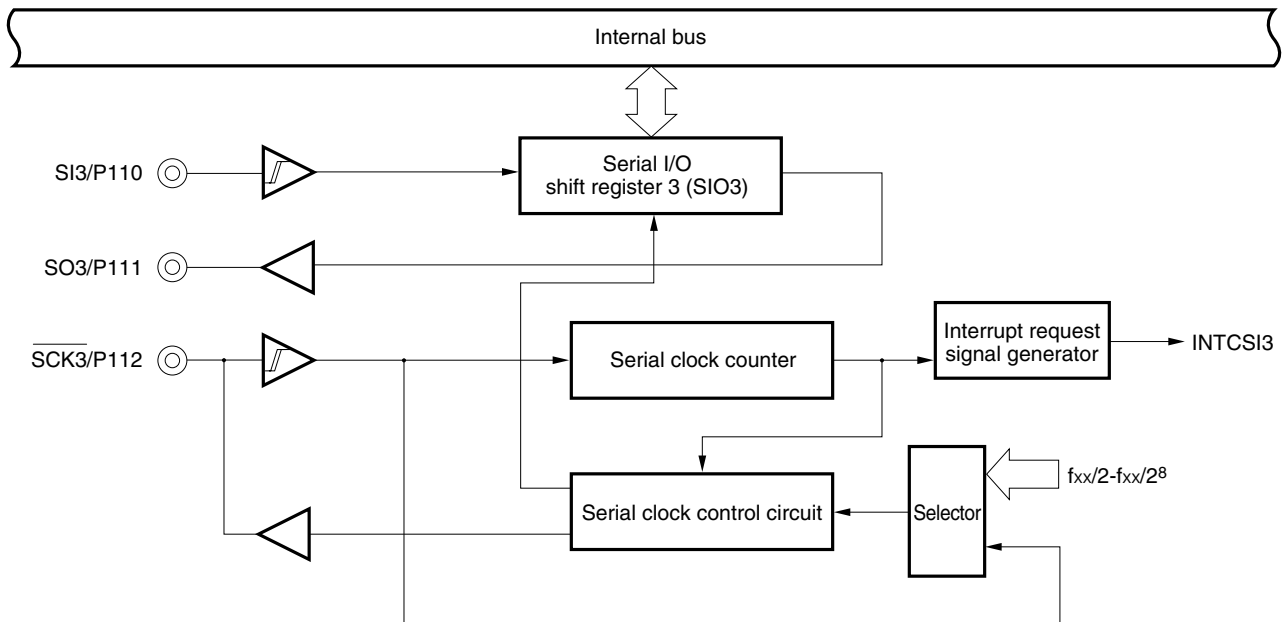 Internal bus
SI3/P110
Serial I/O
shift register 3 (SIO3)
SO3/P111
SCK3/P112
Serial clock counter
Interrupt request
signal generator
INTCSI3
fxx/2-fxx/2⁸
Serial clock control circuit
Selector